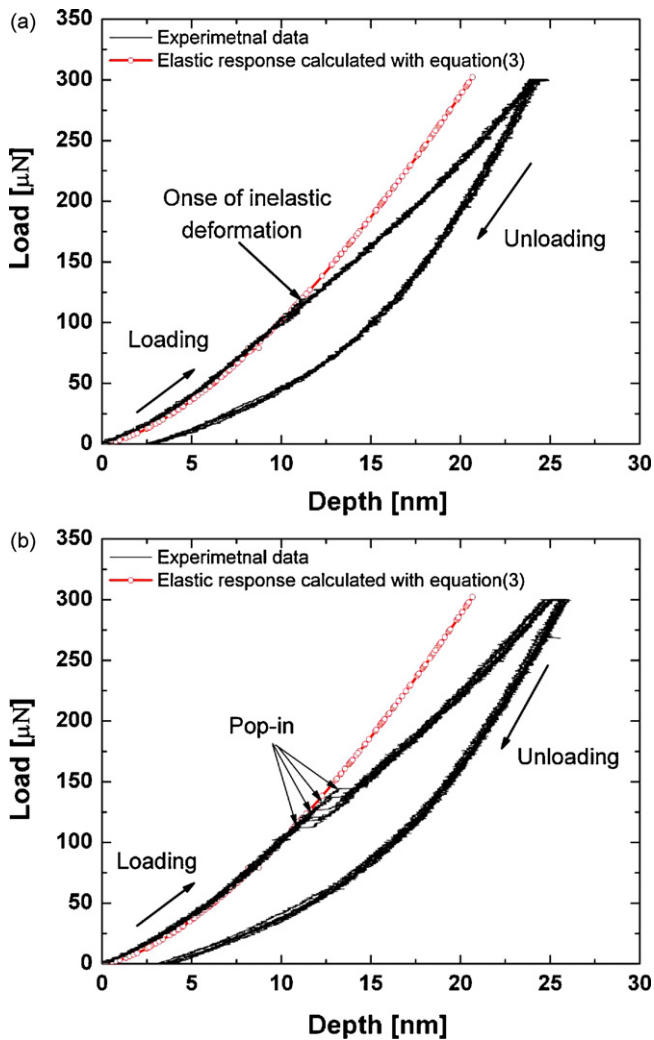 (a)
350
300
250
200
150
100
50
0
Load [μN]
Experimetnal data
Elastic response calculated with equation(3)
Onse of inelastic
deformation
Loading
Unloading
0 5 10 15 20 25 30
Depth [nm]
(b)
350
300
250
200
150
100
50
0
Load [μN]
Experimetnal data
Elastic response calculated with equation(3)
Pop-in
Loading
Unloading
0 5 10 15 20 25 30
Depth [nm]